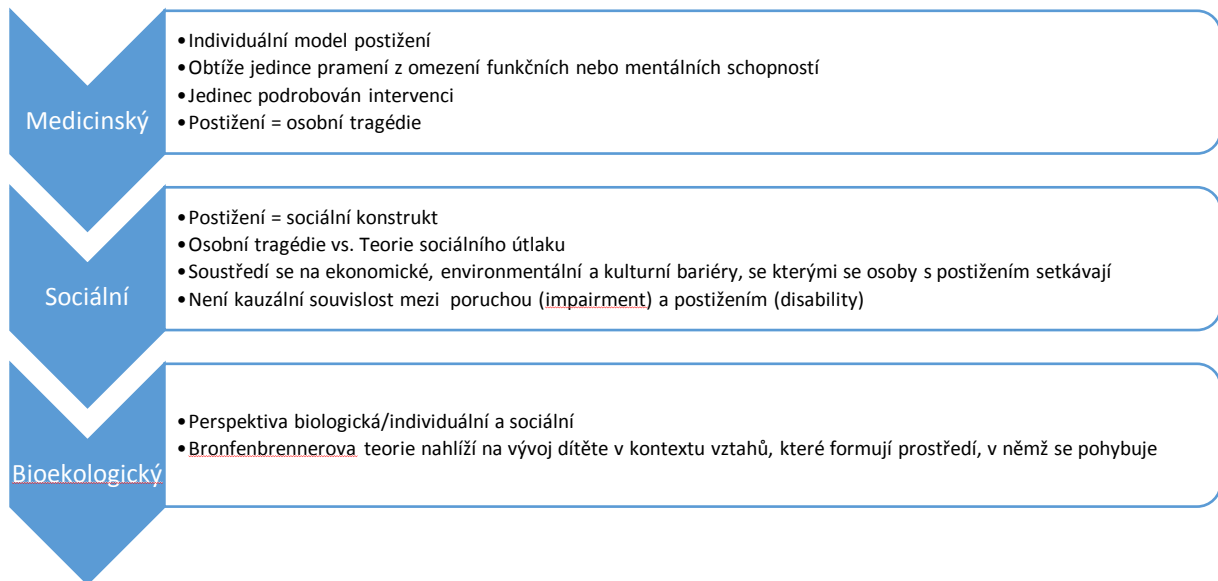 Medicinský
•Individuální model postižení
•Obtíže jedince pramení z omezení funkčních nebo mentálních schopností
•Jedinec podrobován intervenci
•Postižení = osobní tragédie
Sociální
•Postižení = sociální konstrukt
•Osobní tragédie vs. Teorie sociálního útlaku
•Soustředí se na ekonomické, environmentální a kulturní bariéry, se kterými se osoby s postižením setkávají
•Není kauzální souvislost mezi poruchou (impairment) a postižením (disability)
Bioekologický
•Perspektiva biologická/individuální a sociální
•Bronfenbrennerova teorie nahlíží na vývoj dítěte v kontextu vztahů, které formují prostředí, v němž se pohybuje